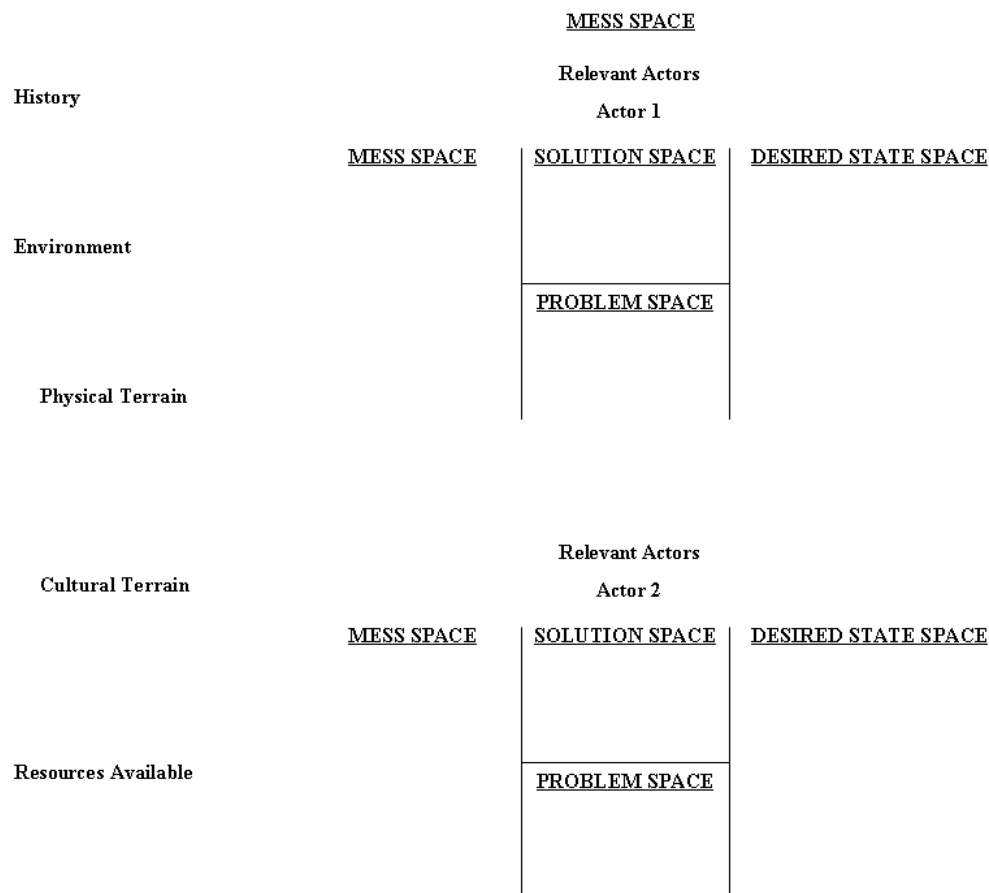 MESS SPACE
Relevant Actors
History
Actor 1
MESS SPACE SOLUTION SPACE DESIRED STATE SPACE
Environment
PROBLEM SPACE
Physical Terrain
Relevant Actors
Cultural Terrain
Actor 2
MESS SPACE SOLUTION SPACE DESIRED STATE SPACE
Resources Available
PROBLEM SPACE